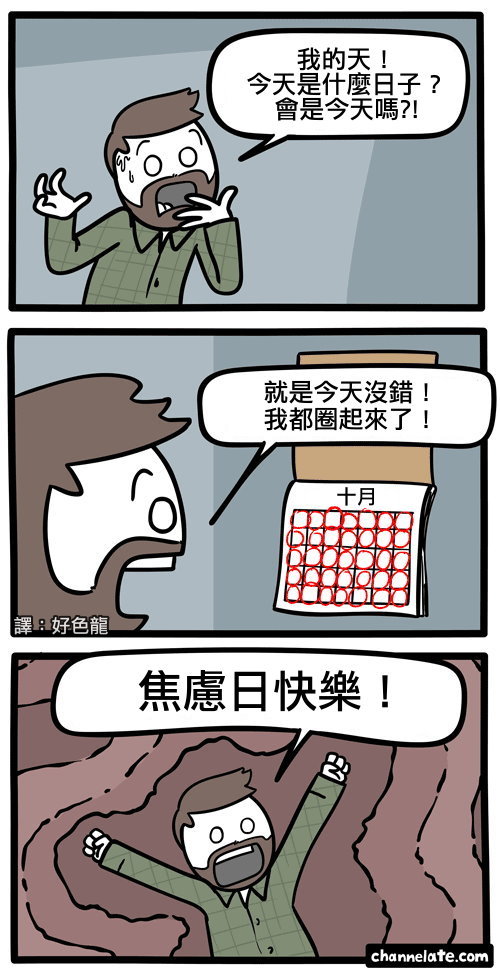 我的天！
今天是什麼日子？
會是今天嗎?!
就是今天沒錯！
我都圈起來了！
十月
譯：好色龍
焦慮日快樂！
channelate.com